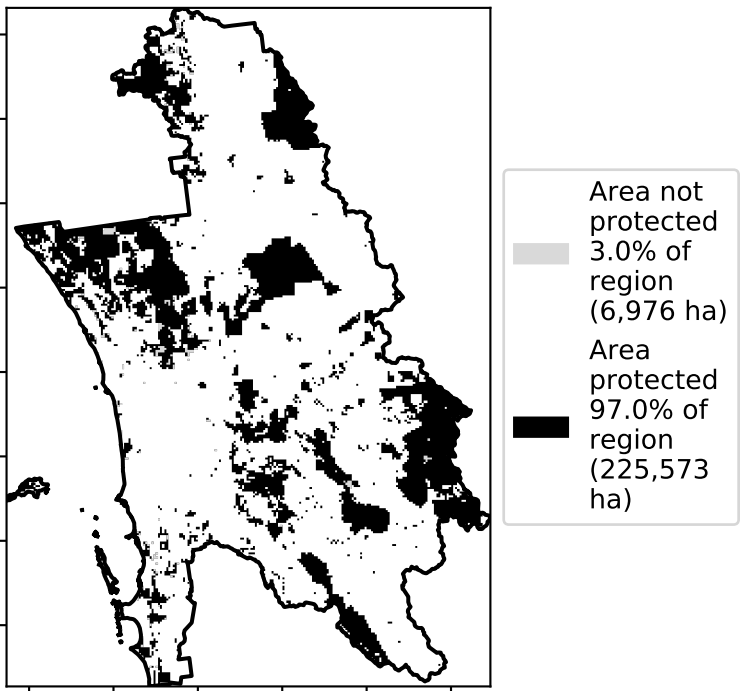 Area not
protected
3.0% of
region
(6,976 ha)
Area
protected
97.0% of
region
(225,573
ha)